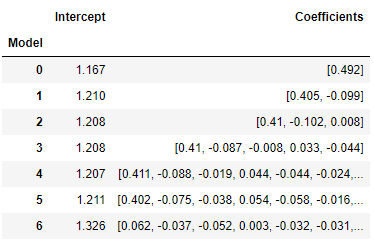 Intercept Coefficients
Model
0 1.167 [0.492]
1 1.210 [0.405, -0.099]
2 1.208 [0.41, -0.102, 0.008]
3 1.208 [0.41, -0.087, -0.008, 0.033, -0.044]
4 1.207 [0.411, -0.088, -0.019, 0.044, -0.044, -0.024,...
5 1.211 [0.402, -0.075, -0.038, 0.054, -0.058, -0.016,...
6 1.326 [0.062, -0.037, -0.052, 0.003, -0.032, -0.031,...